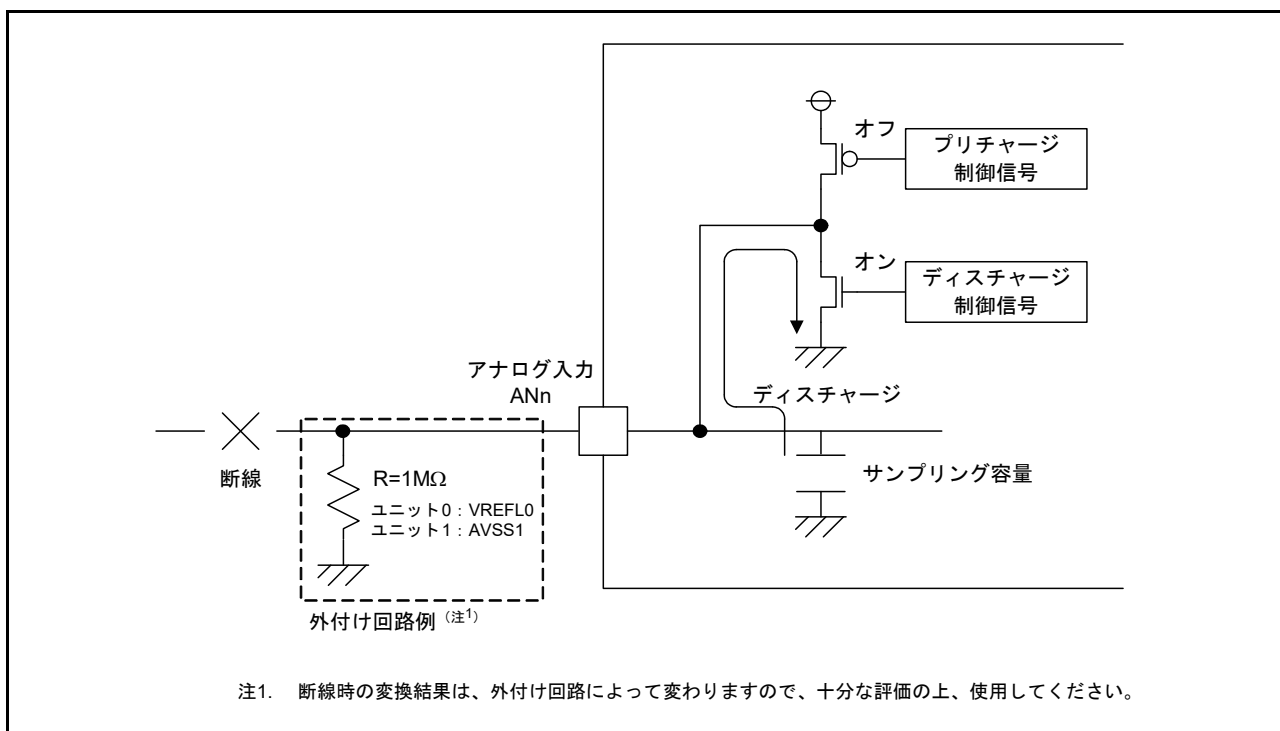 オフ
プリチャージ
制御信号
オン
ディスチャージ
制御信号
アナログ入力
ANn
ディスチャージ
断線
R=1MΩ
ユニット0：VREFL0
ユニット1：AVSS1
サンプリング容量
外付け回路例（注1）
注1. 断線時の変換結果は、外付け回路によって変わりますので、十分な評価の上、使用してください。